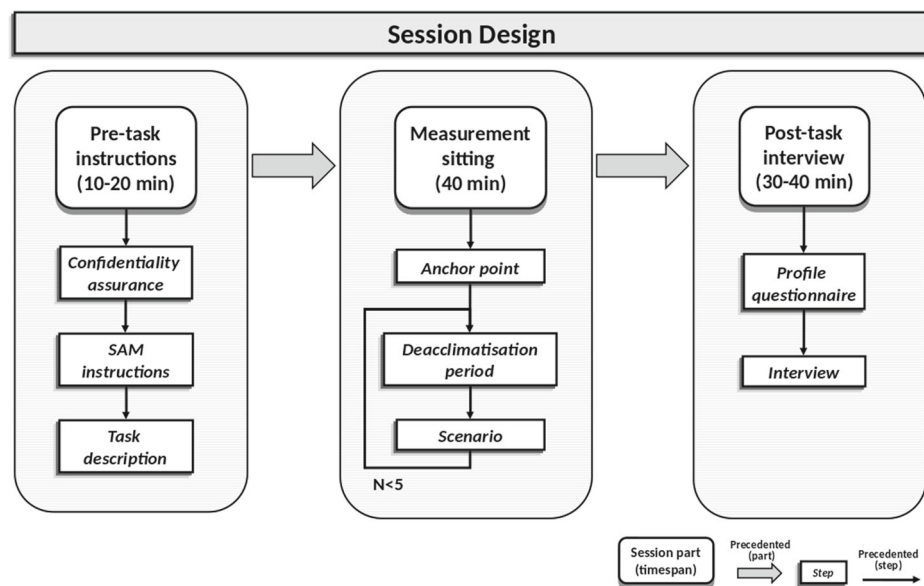 Session Design
Pre-task
instructions
(10-20 min)
Confidentiality
assurance
SAM
instructions
Task
description
Measurement
sitting
(40 min)
Anchor point
Deacclimatisation
period
Scenario
N<5
Post-task
interview
(30-40 min)
Profile
questionnaire
Interview
Session part
(timespan)
Precedented
(part)
Step
Precedented
(step)